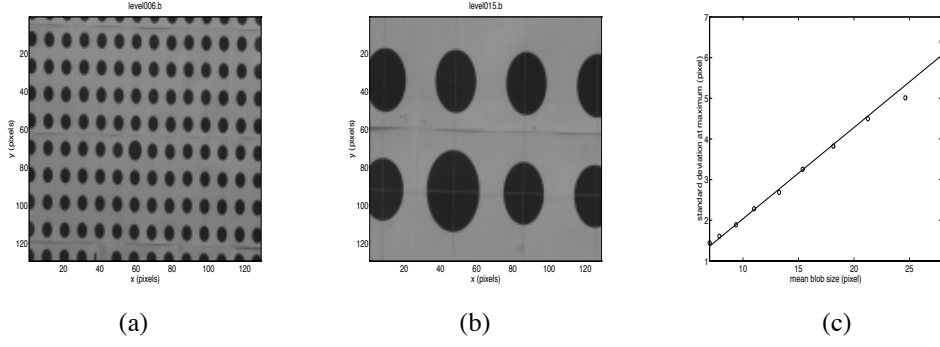 level006.b
20
40
60
80
100
120
y (pixels)
20 40 60 80 100 120
x (pixels)
(a)
level015.b
20
40
60
80
100
120
y (pixels)
20 40 60 80 100 120
x (pixels)
(b)
7
6
5
4
3
2
1
standard deviation at maximum (pixel)
10 15 20 25
mean blob size (pixel)
(c)